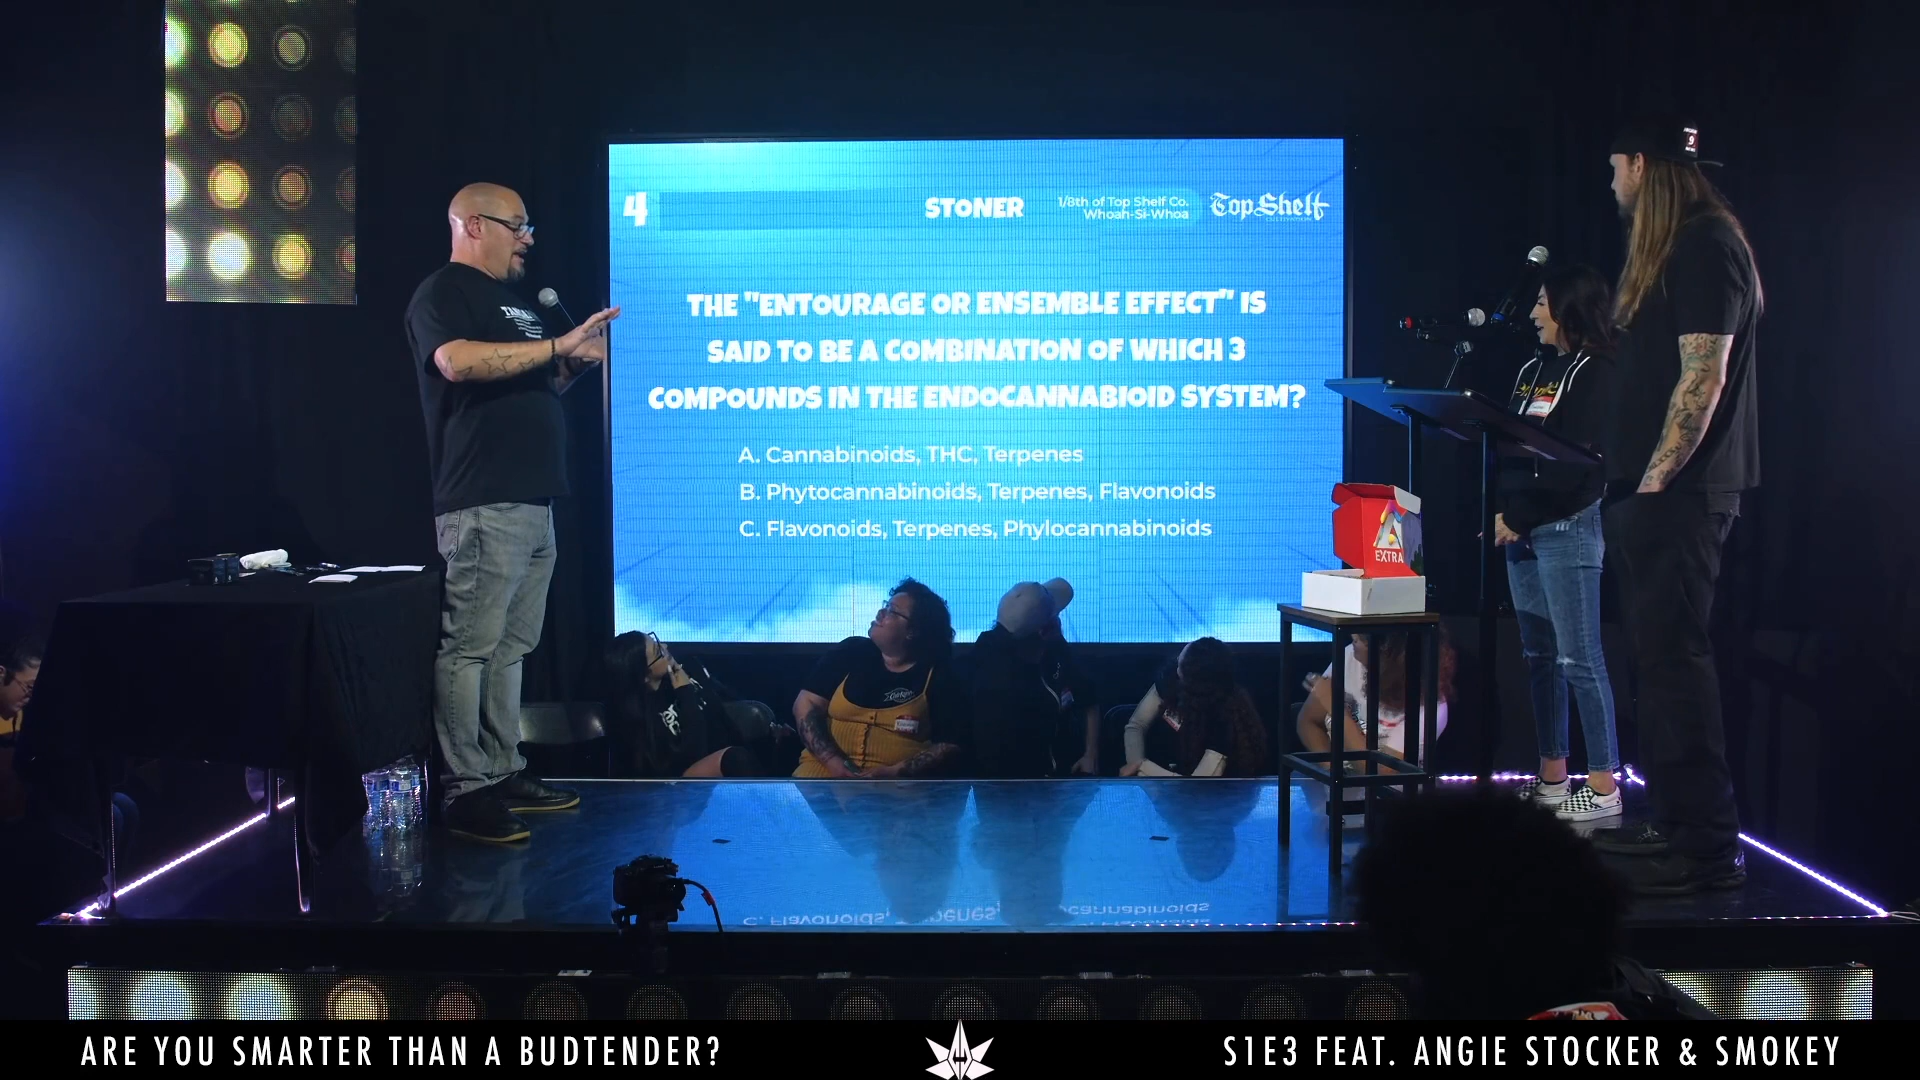 4
STONER
1/8th of Top Shelf Co.
Whoah-Si-Whoa
Top Shelf
THE "ENTOURAGE OR ENSEMBLE EFFECT" IS
SAID TO BE A COMBINATION OF WHICH 3
COMPOUNDS IN THE ENDOCANNABIOID SYSTEM?
A. Cannabinoids, THC, Terpenes
B. Phytocannabinoids, Terpenes, Flavonoids
C. Flavonoids, Terpenes, Phylocannabinoids
EXTRA
C. Flavonoids,
ARE YOU SMARTER THAN A BUDTENDER?
S1E3 FEAT. ANGIE STOCKER & SMOKEY